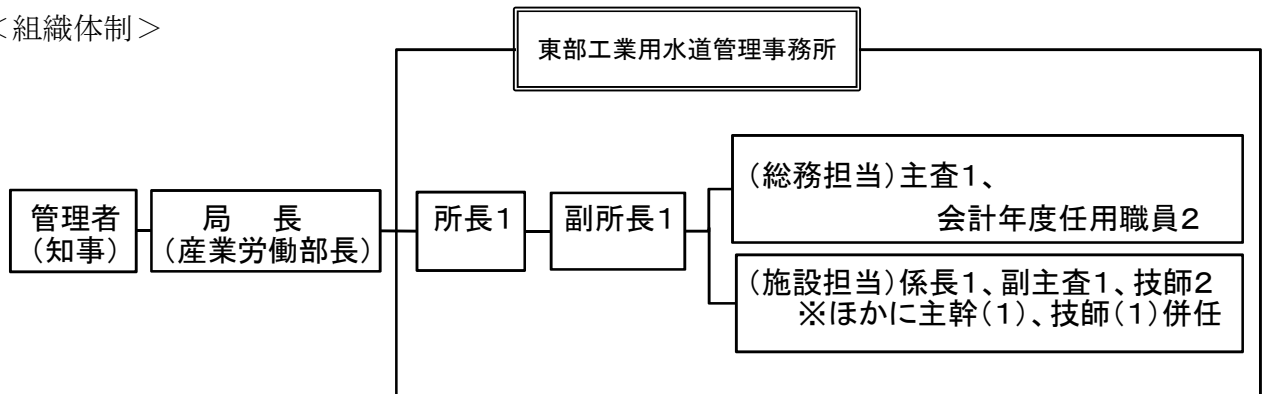 ＜組織体制＞
東部工業用水道管理事務所
管理者
（知事）
局　長
（産業労働部長）
所長１
副所長１
（総務担当）主査１、
会計年度任用職員２
（施設担当）係長１、副主査１、技師２
※ほかに主幹（１）、技師（１）併任